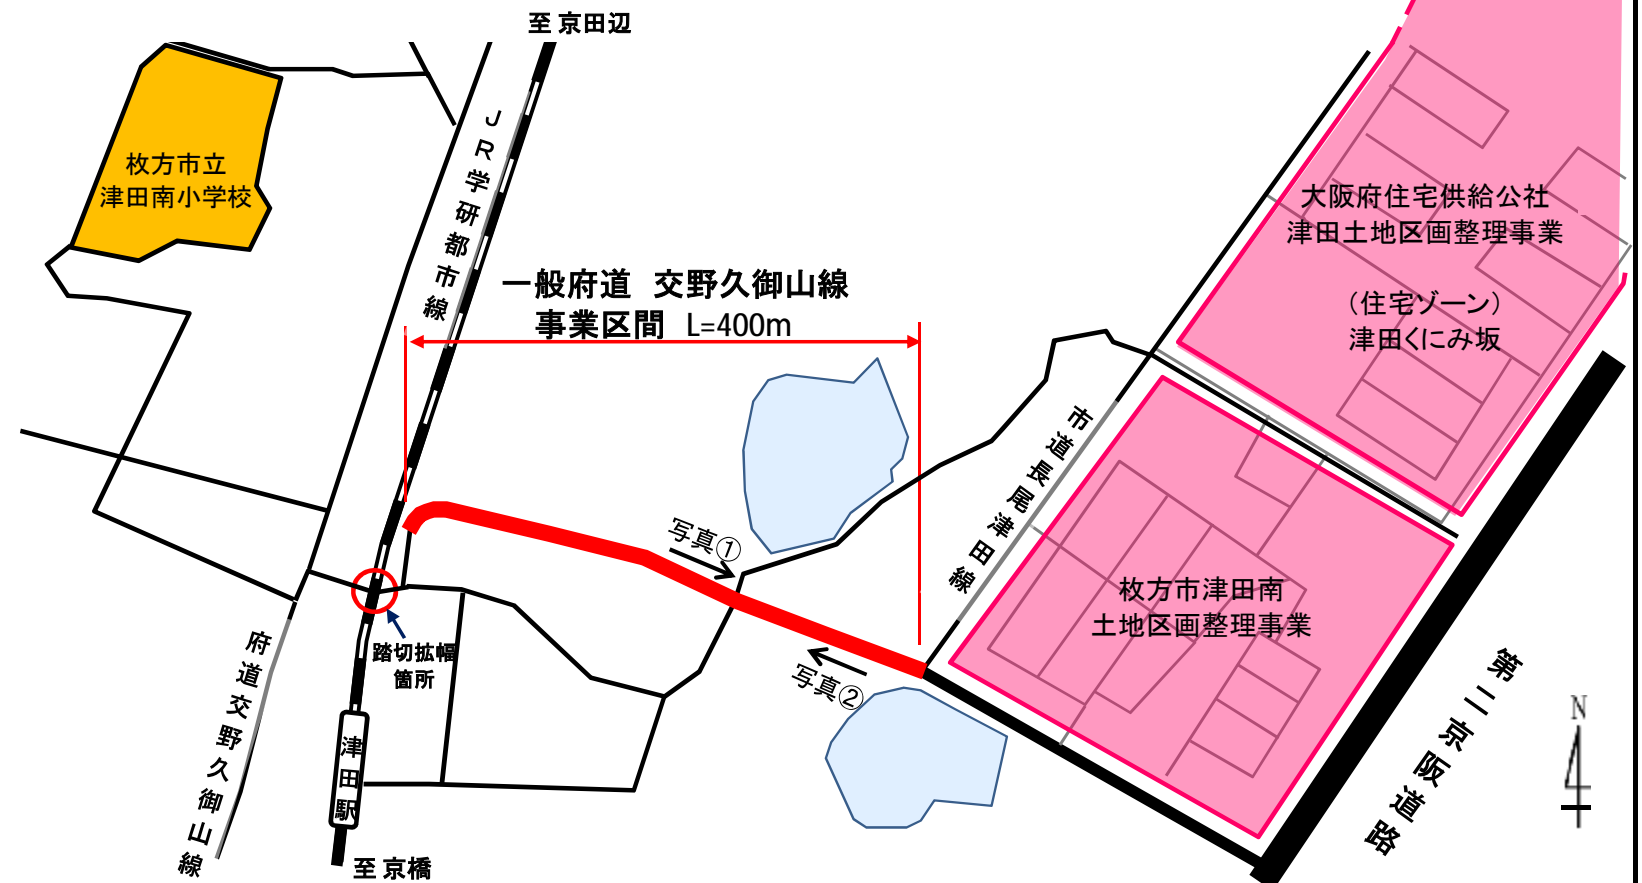 至 京田辺
枚方市立
津田南小学校
JR学研都市線
一般府道 交野久御山線
事業区間 L=400m
大阪府住宅供給公社
津田土地区画整理事業
（住宅ゾーン）
津田くにみ坂
市道長尾津田線
写真①
枚方市津田南
土地区画整理事業
踏切拡幅
箇所
写真②
府道交野久御山線
津田駅
至 京橋
第二京阪道路
N